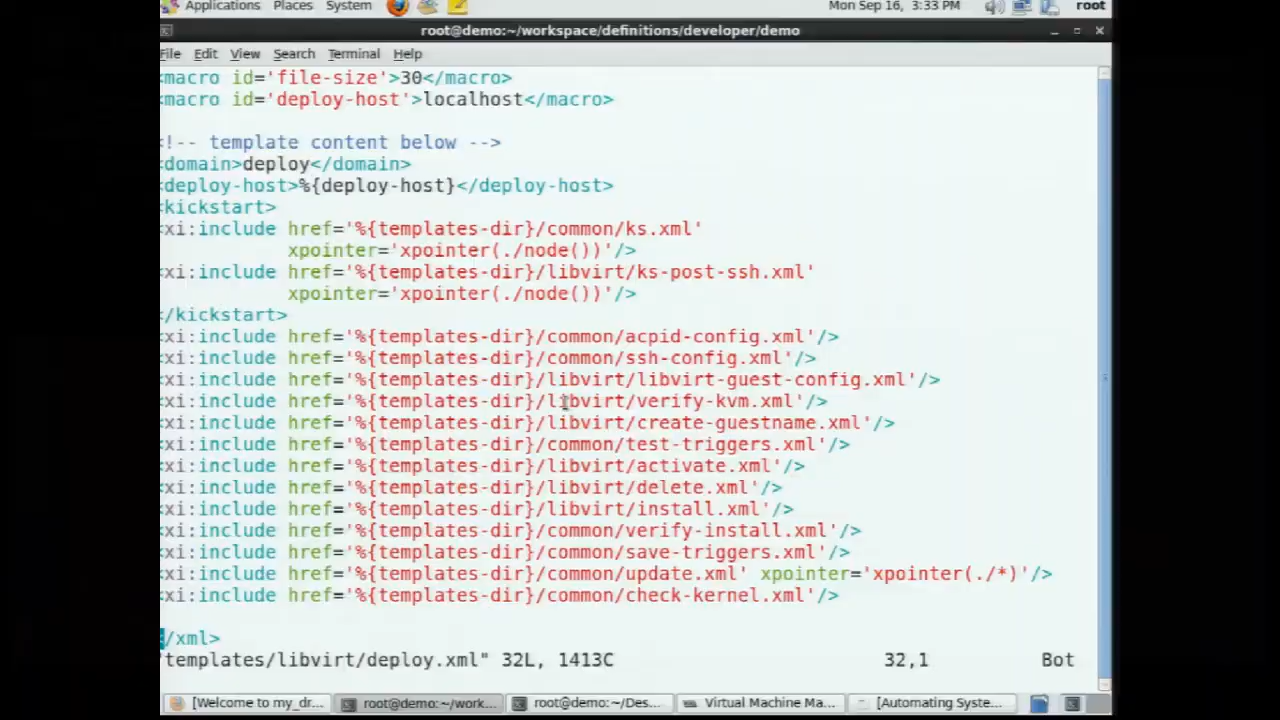 Applications Places System Mon Sep 16, 3:33 PM root
root@demo:~/workspace/definitions/developer/demo
File Edit View Search Terminal Help
<macro id='file-size'>30</macro>
<macro id='deploy-host'>localhost</macro>
<!-- template content below -->
<domain>deploy</domain>
<deploy-host>%{deploy-host}</deploy-host>
<kickstart>
<xi:include href='%{templates-dir}/common/ks.xml'
xpointer='xpointer(./node())'/>
<xi:include href='%{templates-dir}/libvirt/ks-post-ssh.xml'
xpointer='xpointer(./node())'/>
</kickstart>
<xi:include href='%{templates-dir}/common/acpid-config.xml'/>
<xi:include href='%{templates-dir}/common/ssh-config.xml'/>
<xi:include href='%{templates-dir}/libvirt/libvirt-guest-config.xml'/>
<xi:include href='%{templates-dir}/libvirt/verify-kvm.xml'/>
<xi:include href='%{templates-dir}/libvirt/create-guestname.xml'/>
<xi:include href='%{templates-dir}/common/test-triggers.xml'/>
<xi:include href='%{templates-dir}/libvirt/activate.xml'/>
<xi:include href='%{templates-dir}/libvirt/delete.xml'/>
<xi:include href='%{templates-dir}/libvirt/install.xml'/>
<xi:include href='%{templates-dir}/common/verify-install.xml'/>
<xi:include href='%{templates-dir}/common/save-triggers.xml'/>
<xi:include href='%{templates-dir}/common/update.xml' xpointer='xpointer(./*)'/>
<xi:include href='%{templates-dir}/common/check-kernel.xml'/>
</xml>
"templates/libvirt/deploy.xml" 32L, 1413C 32,1 Bot
[Welcome to my_dr... root@demo:~/work... root@demo:~/Des... Virtual Machine Ma... [Automating Syste...